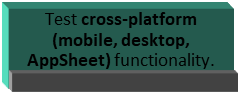 Test cross-platform
(mobile, desktop,
AppSheet) functionality.